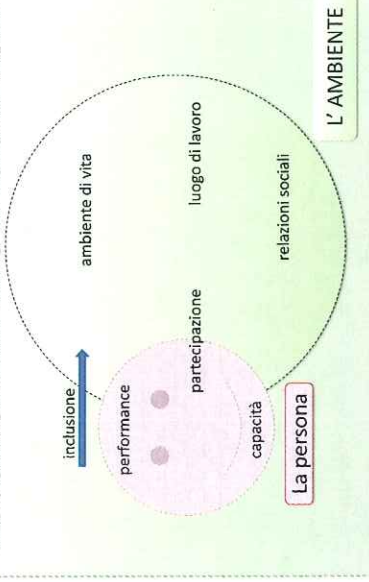 inclusione
performance
ambiente di vita
partecipazione
luogo di lavoro
capacità
relazioni sociali
La persona
L' AMBIENTE